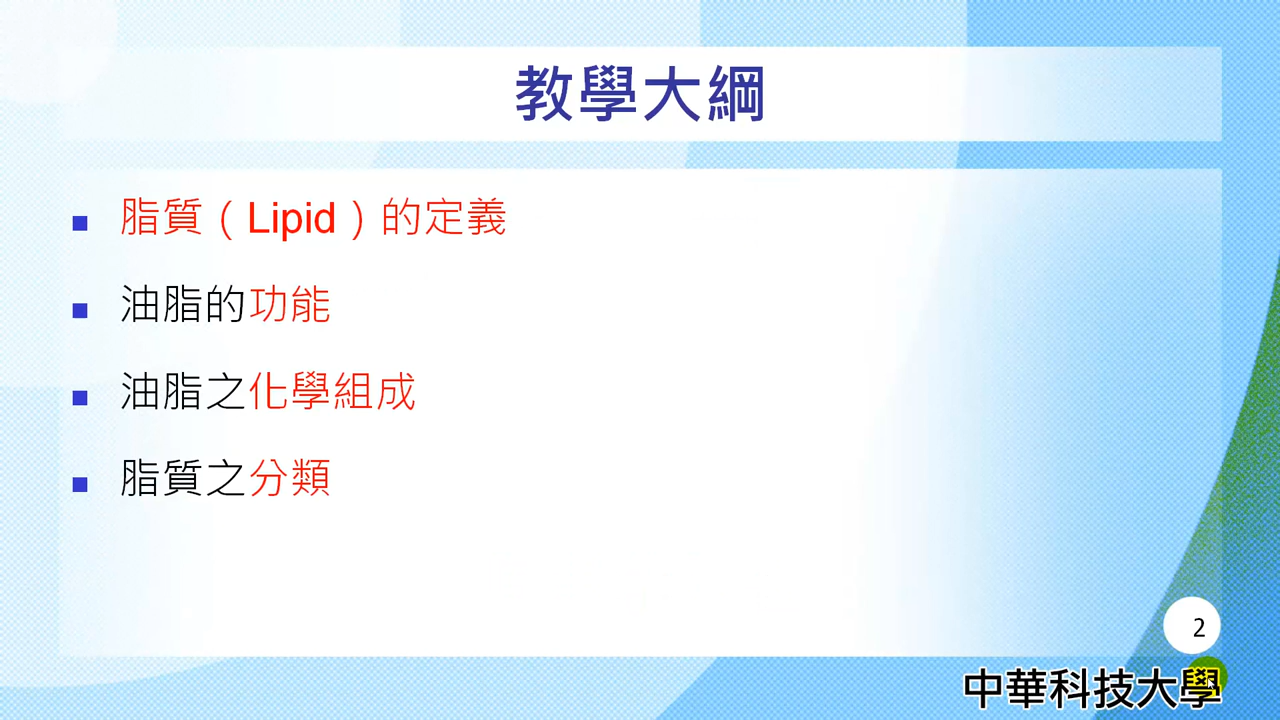 教學大綱
脂質（Lipid）的定義
油脂的功能
油脂之化學組成
脂質之分類
2
中華科技大學